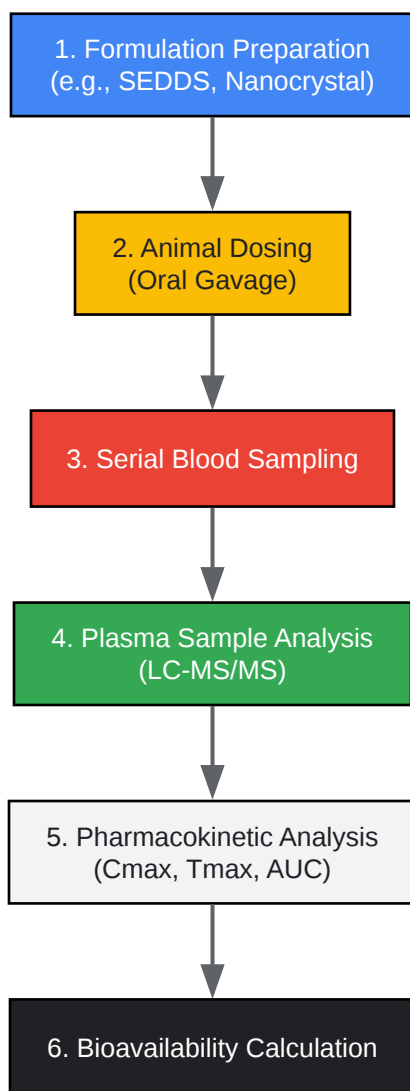 1. Formulation Preparation
(e.g., SEDDS, Nanocrystal)
2. Animal Dosing
(Oral Gavage)
3. Serial Blood Sampling
4. Plasma Sample Analysis
(LC-MS/MS)
5. Pharmacokinetic Analysis
(Cmax, Tmax, AUC)
6. Bioavailability Calculation